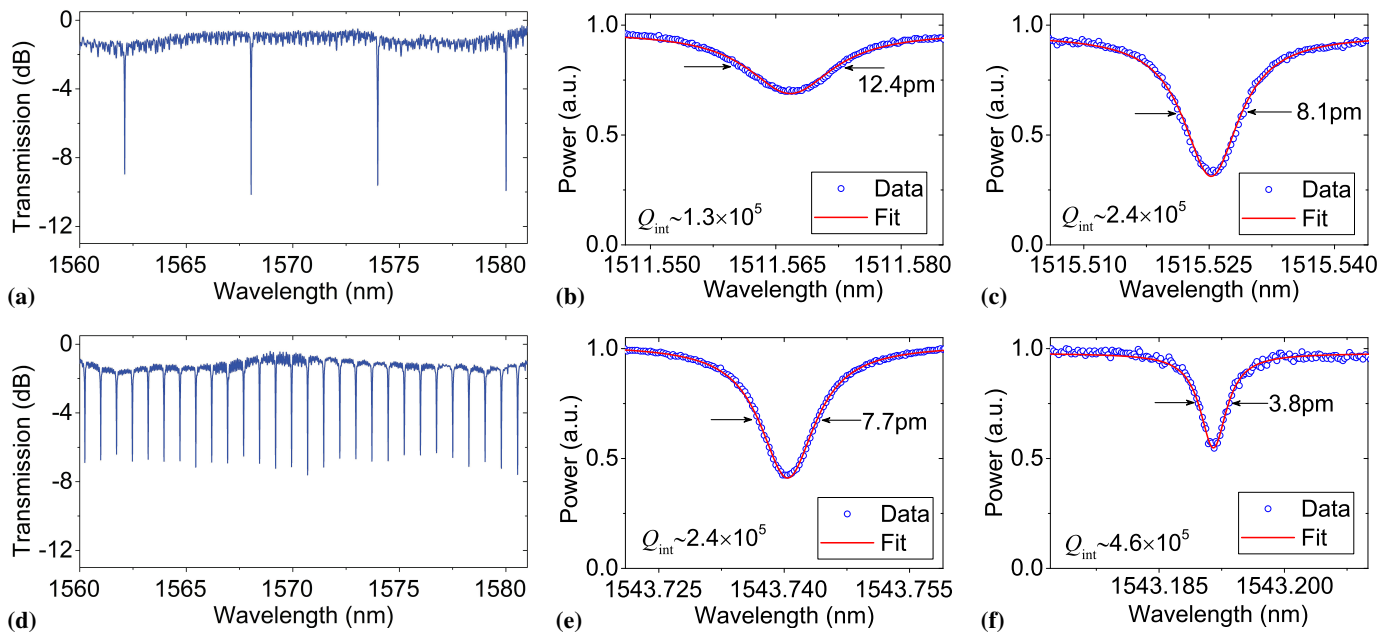 0
-4
-8
-12
Transmission (dB)
1560 1565 1570 1575 1580
Wavelength (nm)
(a)
1.0
0.5
0.0
Power (a.u.)
12.4pm
Data
Fit
Qint~1.3×10^5
1511.550 1511.565 1511.580
Wavelength (nm)
(b)
1.0
0.5
0.0
Power (a.u.)
8.1pm
Data
Fit
Qint~2.4×10^5
1515.510 1515.525 1515.540
Wavelength (nm)
(c)
0
-4
-8
-12
Transmission (dB)
1560 1565 1570 1575 1580
Wavelength (nm)
(d)
1.0
0.5
0.0
Power (a.u.)
7.7pm
Data
Fit
Qint~2.4×10^5
1543.725 1543.740 1543.755
Wavelength (nm)
(e)
1.0
0.5
0.0
Power (a.u.)
3.8pm
Data
Fit
Qint~4.6×10^5
1543.185 1543.200
Wavelength (nm)
(f)